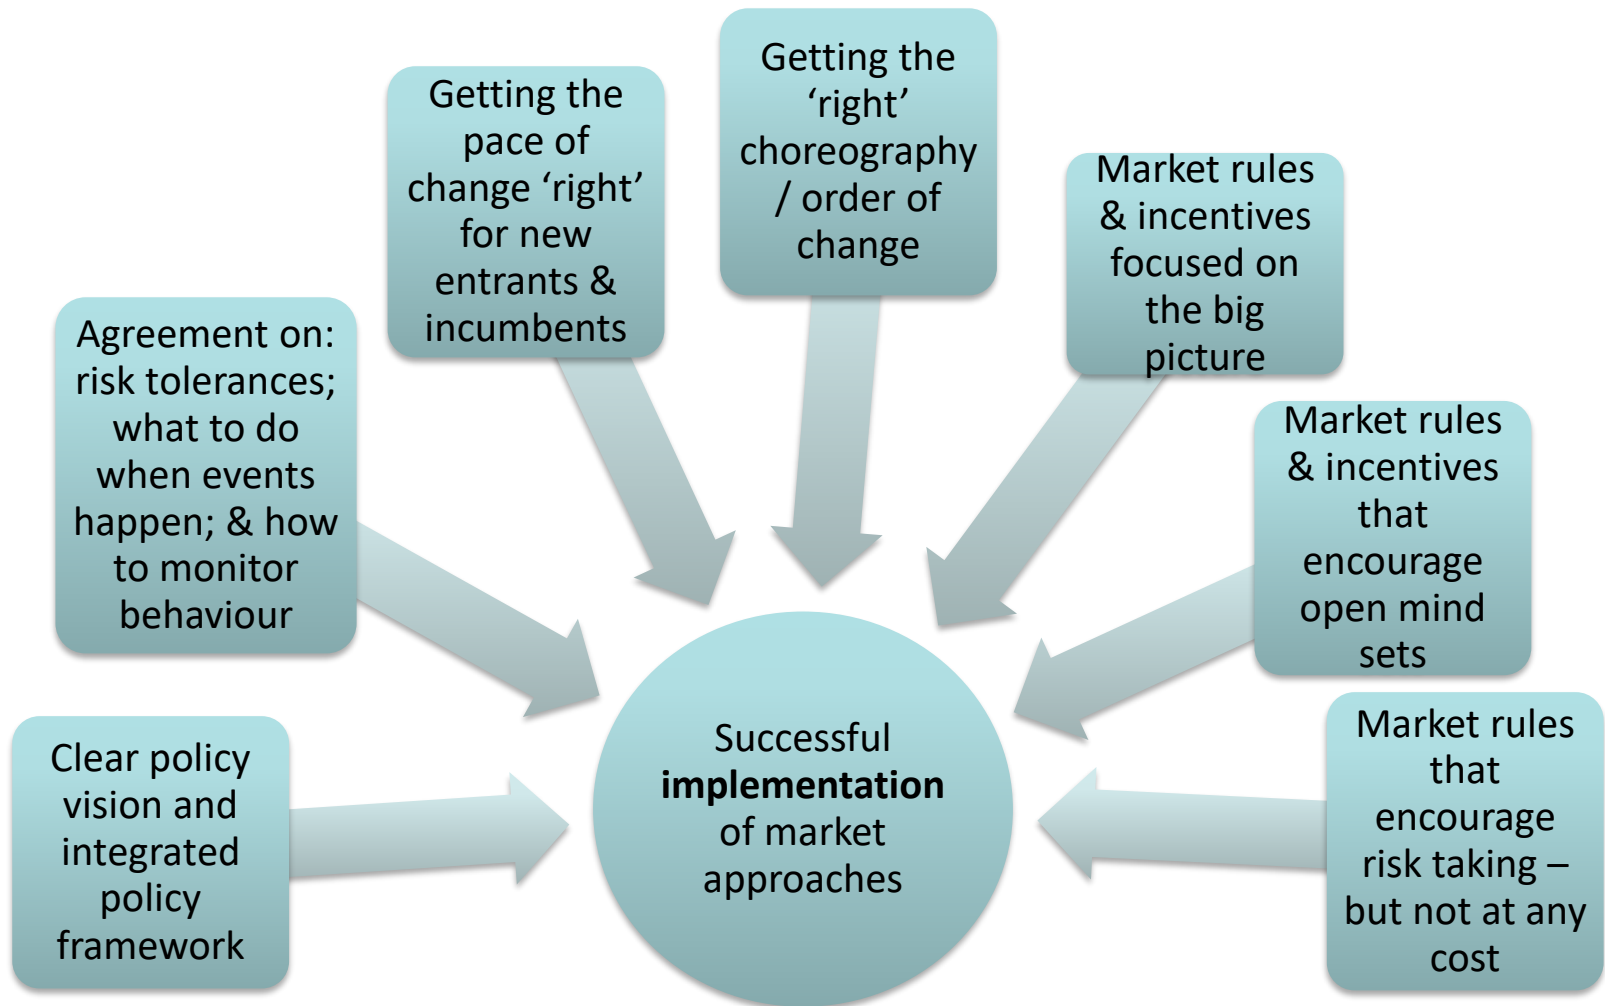 Clear policy
vision and
integrated
policy
framework
Agreement on:
risk tolerances;
what to do
when events
happen; & how
to monitor
behaviour
Getting the
pace of
change ‘right’
for new
entrants &
incumbents
Getting the
‘right’
choreography
/ order of
change
Market rules
& incentives
focused on
the big
picture
Market rules
& incentives
that
encourage
open mind
sets
Market rules
that
encourage
risk taking –
but not at any
cost
Successful
implementation
of market
approaches